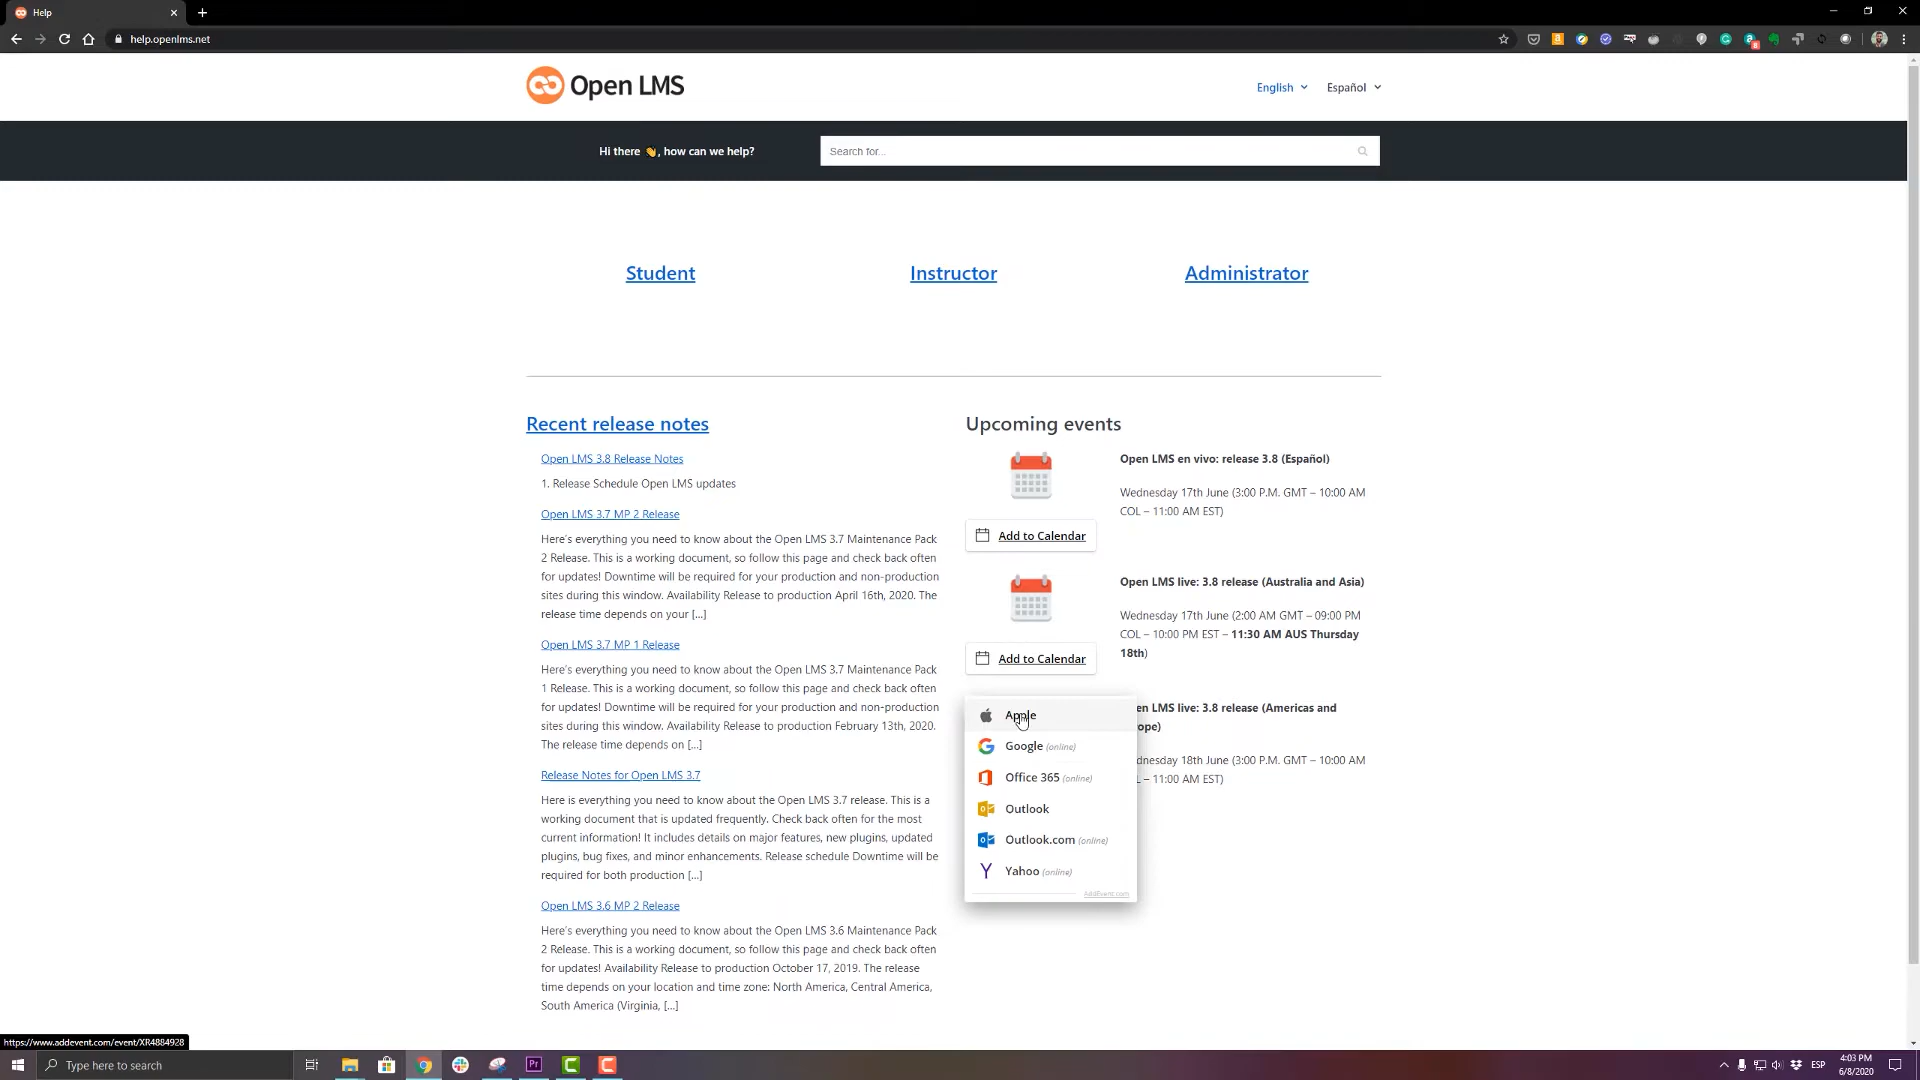 Help
help.openlms.net
Open LMS
English
Español
Hi there 👋, how can we help?
Search for...
Student
Instructor
Administrator
Recent release notes
Open LMS 3.8 Release Notes
1. Release Schedule Open LMS updates
Open LMS 3.7 MP 2 Release
Here's everything you need to know about the Open LMS 3.7 Maintenance Pack
2 Release. This is a working document, so follow this page and check back often
for updates! Downtime will be required for your production and non-production
sites during this window. Availability Release to production April 16th, 2020. The
release time depends on your [...]
Open LMS 3.7 MP 1 Release
Here's everything you need to know about the Open LMS 3.7 Maintenance Pack
1 Release. This is a working document, so follow this page and check back often
for updates! Downtime will be required for your production and non-production
sites during this window. Availability Release to production February 13th, 2020.
The release time depends on [...]
Release Notes for Open LMS 3.7
Here is everything you need to know about the Open LMS 3.7 release. This is a
working document that is updated frequently. Check back often for the most
current information! It includes details on major features, new plugins, updated
plugins, bug fixes, and minor enhancements. Release schedule Downtime will be
required for both production [...]
Open LMS 3.6 MP 2 Release
Here's everything you need to know about the Open LMS 3.6 Maintenance Pack
2 Release. This is a working document, so follow this page and check back often
for updates! Availability Release to production October 17, 2019. The release
time depends on your location and time zone: North America, Central America,
South America (Virginia, [...]
Upcoming events
Open LMS en vivo: release 3.8 (Español)
Wednesday 17th June (3:00 P.M. GMT – 10:00 AM
COL – 11:00 AM EST)
Add to Calendar
Open LMS live: 3.8 release (Australia and Asia)
Wednesday 17th June (2:00 AM GMT – 09:00 PM
COL – 10:00 PM EST – 11:30 AM AUS Thursday
18th)
Add to Calendar
en LMS live: 3.8 release (Americas and
ope)
dnesday 18th June (3:00 P.M. GMT – 10:00 AM
L – 11:00 AM EST)
Apple
Google (online)
Office 365 (online)
Outlook
Outlook.com (online)
Yahoo (online)
AddEvent.com
https://www.addevent.com/event/XR4884928
Type here to search
Pr
ESP
4:03 PM
6/8/2020